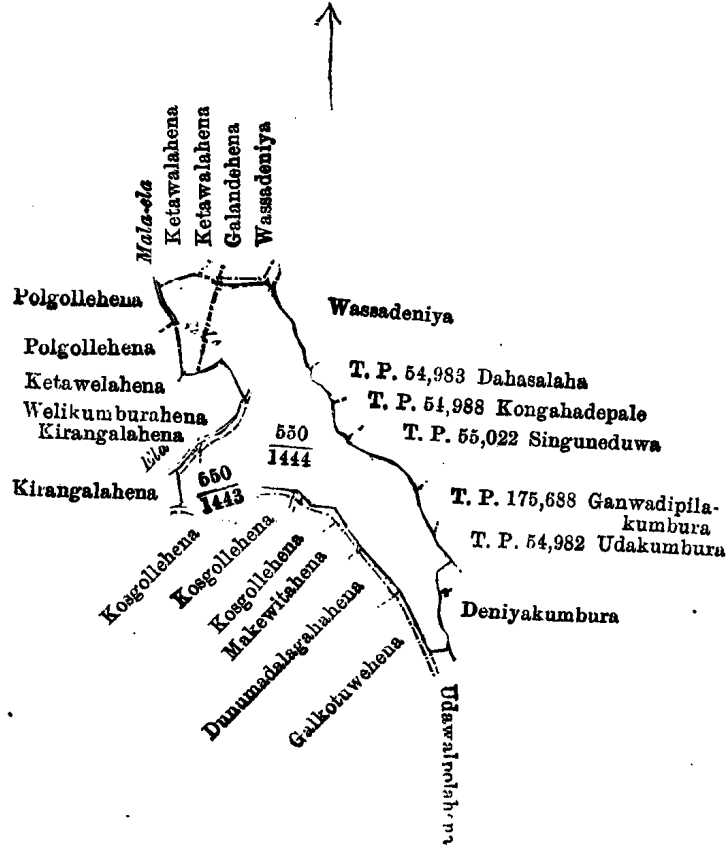 Mala-ela
Ketawalahena
Ketawalahena
Galandehena
Wassadeniya
Polgollehena
Wassadeniya
Polgollehena
T. P. 54,983 Dahasalaha
Ketawelahena
T. P. 54,988 Kongahadepale
Welikumburahena
Kirangalahena
T. P. 55,022 Singuneduwa
Ela
550
1444
550
1443
Kirangalahena
T. P. 175,688 Ganwadipila-
kumbura
T. P. 54,982 Udakumbura
Kosgollehena
Kosgollehena
Kosgollehena
Makewitahena
Dunumadalagahahena
Galkotuwehena
Deniyakumbura